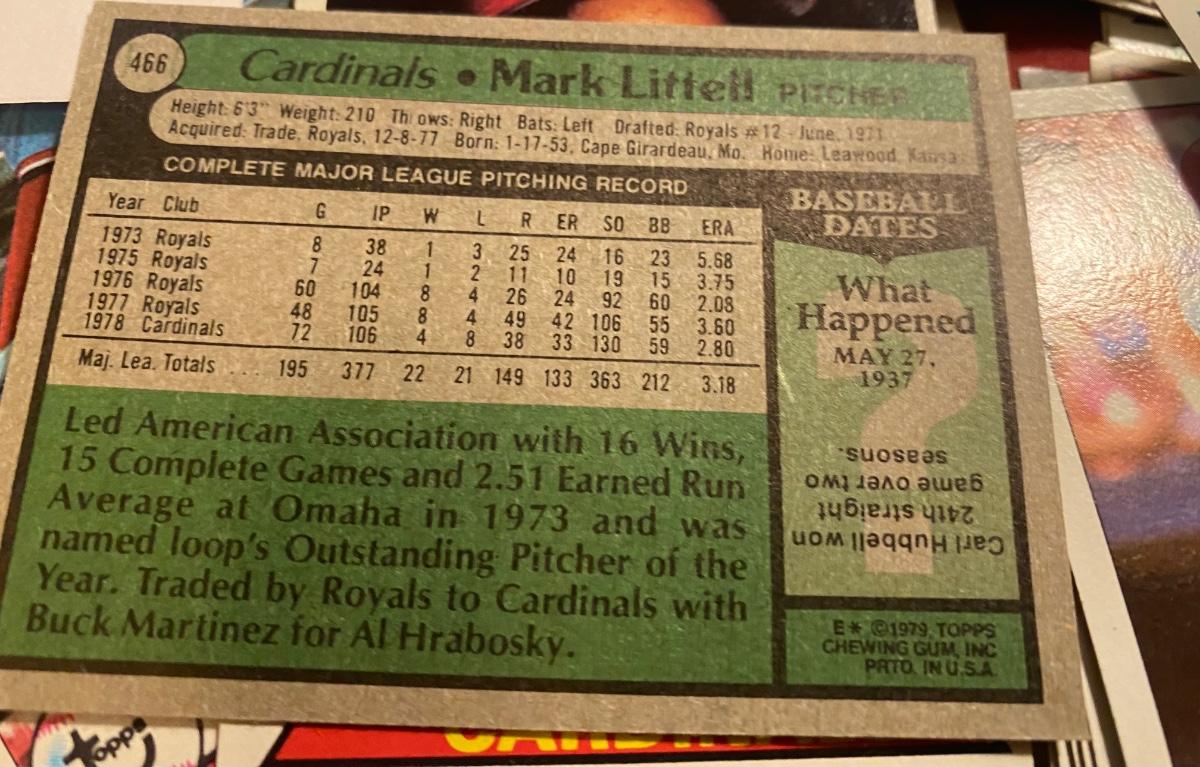 466
Cardinals • Mark Littell PITCHER
Height: 6'3" Weight: 210 Throws: Right Bats: Left Drafted: Royals #12 - June, 1971
Acquired: Trade, Royals, 12-8-77 Born: 1-17-53, Cape Girardeau, Mo. Home: Leawood, Kansa
COMPLETE MAJOR LEAGUE PITCHING RECORD
Year Club G IP W L R ER SO BB ERA
1973 Royals 8 38 1 3 25 24 16 23 5.68
1975 Royals 7 24 1 2 11 10 19 15 3.75
1976 Royals 60 104 8 4 26 24 92 60 2.08
1977 Royals 48 105 8 4 49 42 106 55 3.60
1978 Cardinals 72 106 4 8 38 33 130 59 2.80
Maj. Lea. Totals ... 195 377 22 21 149 133 363 212 3.18
Led American Association with 16 Wins,
15 Complete Games and 2.51 Earned Run
Average at Omaha in 1973 and was
named loop's Outstanding Pitcher of the
Year. Traded by Royals to Cardinals with
Buck Martinez for Al Hrabosky.
BASEBALL
DATES
What
Happened
MAY 27,
1937
?
Carl Hubbell won
24th straight
game over two
seasons.
E* ©1979, TOPPS
CHEWING GUM, INC
PRTD. IN U.S.A.
Topps